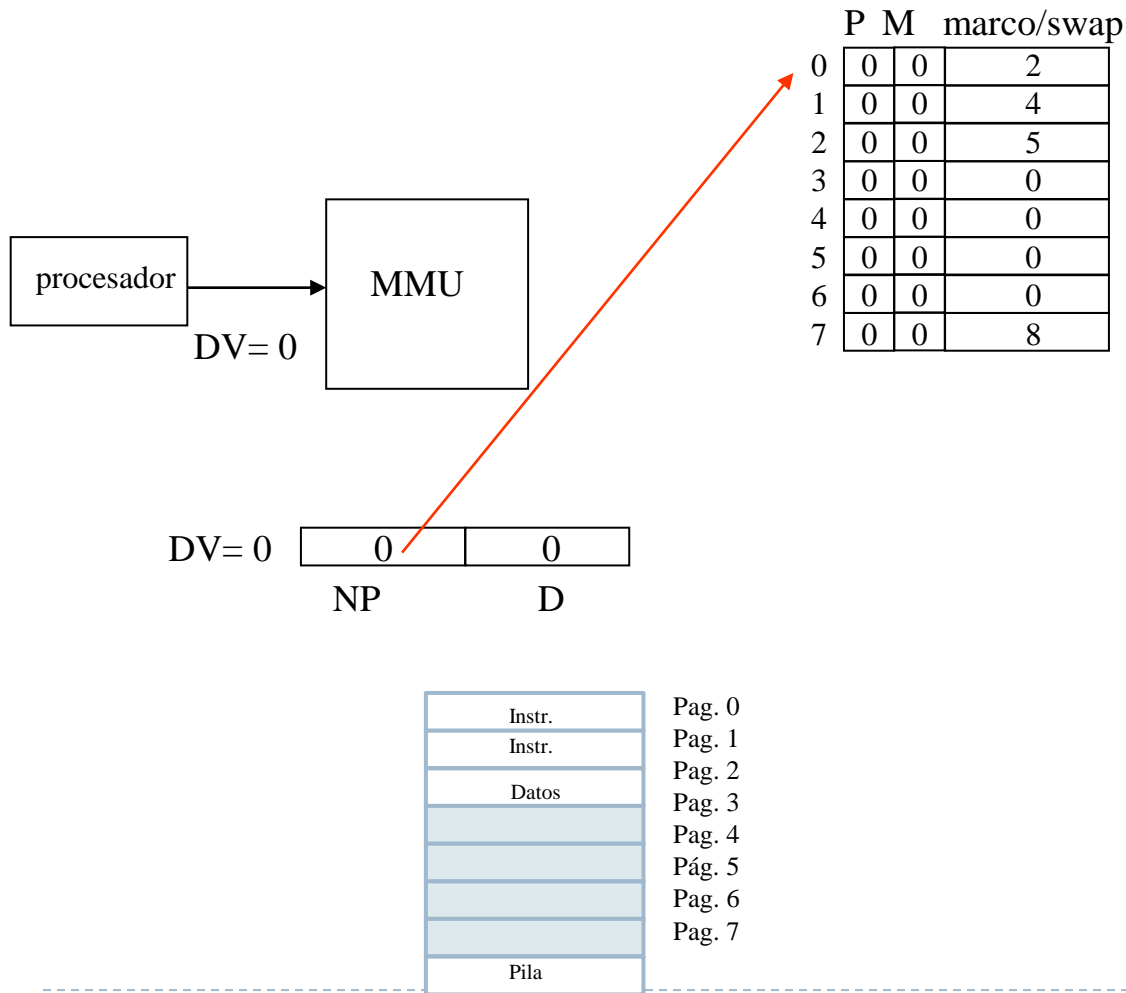 P M marco/swap
0 0 0 2
1 0 0 4
2 0 0 5
3 0 0 0
4 0 0 0
5 0 0 0
6 0 0 0
7 0 0 8
procesador
MMU
DV= 0
DV= 0 0 0
NP D
Instr. Pag. 0
Instr. Pag. 1
Pag. 2
Datos Pag. 3
Pag. 4
Pág. 5
Pag. 6
Pag. 7
Pila